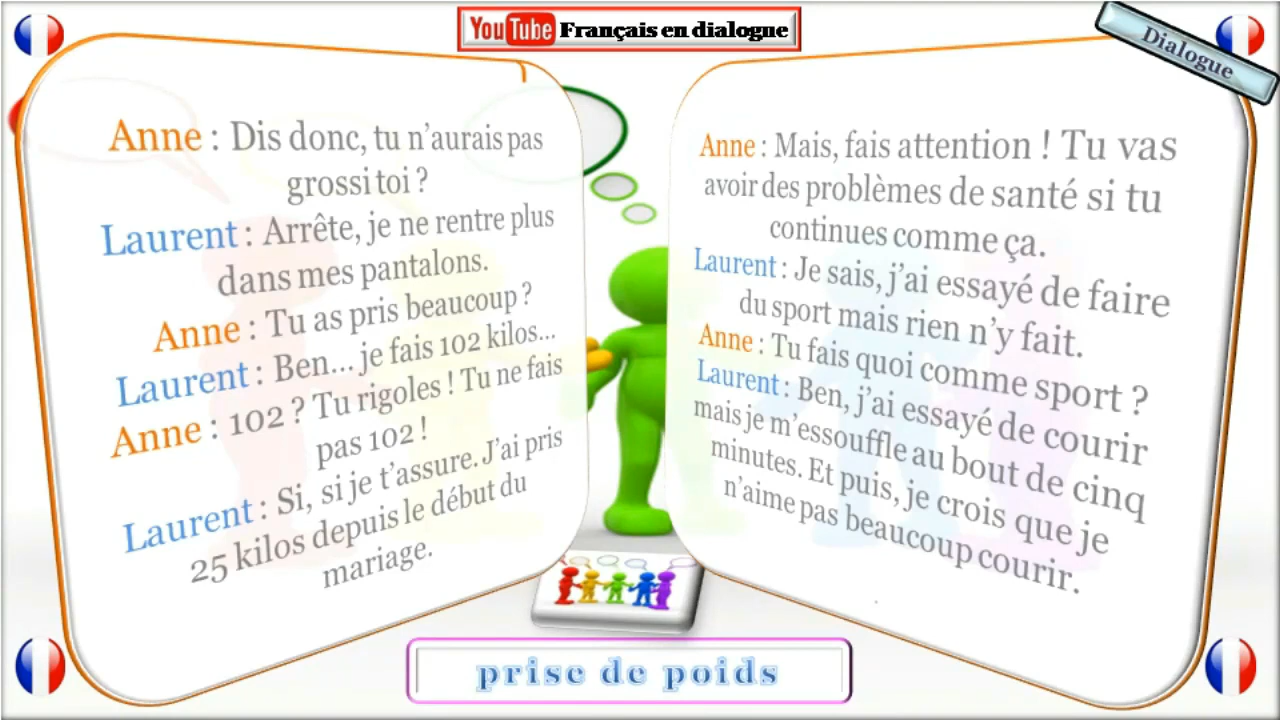 YouTube Français en dialogue
Dialogue
Anne : Dis donc, tu n'aurais pas
grossi toi ?
Laurent : Arrête, je ne rentre plus
dans mes pantalons.
Anne : Tu as pris beaucoup ?
Laurent : Ben... je fais 102 kilos...
Anne : 102 ? Tu rigoles ! Tu ne fais
pas 102 !
Laurent : Si, si je t'assure. J'ai pris
25 kilos depuis le début du
mariage.
Anne : Mais, fais attention ! Tu vas
avoir des problèmes de santé si tu
continues comme ça.
Laurent : Je sais, j'ai essayé de faire
du sport mais rien n'y fait.
Anne : Tu fais quoi comme sport ?
Laurent : Ben, j'ai essayé de courir
mais je m'essouffle au bout de cinq
minutes. Et puis, je crois que je
n'aime pas beaucoup courir.
prise de poids